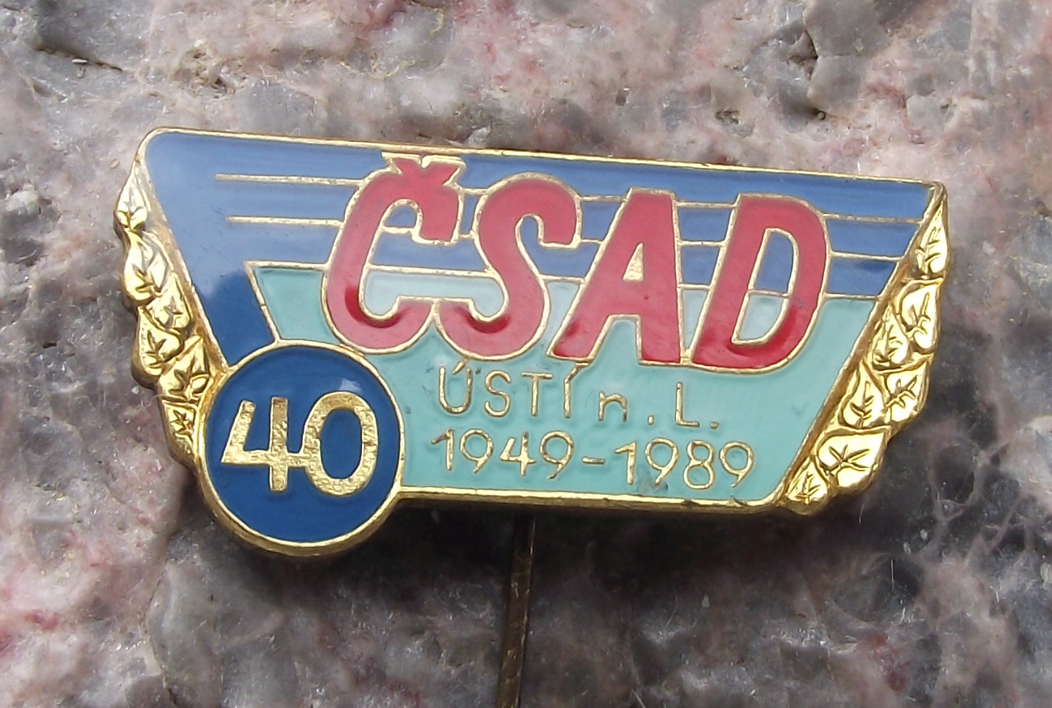 ČSAD
ÚSTÍ n. L.
1949-1989
40